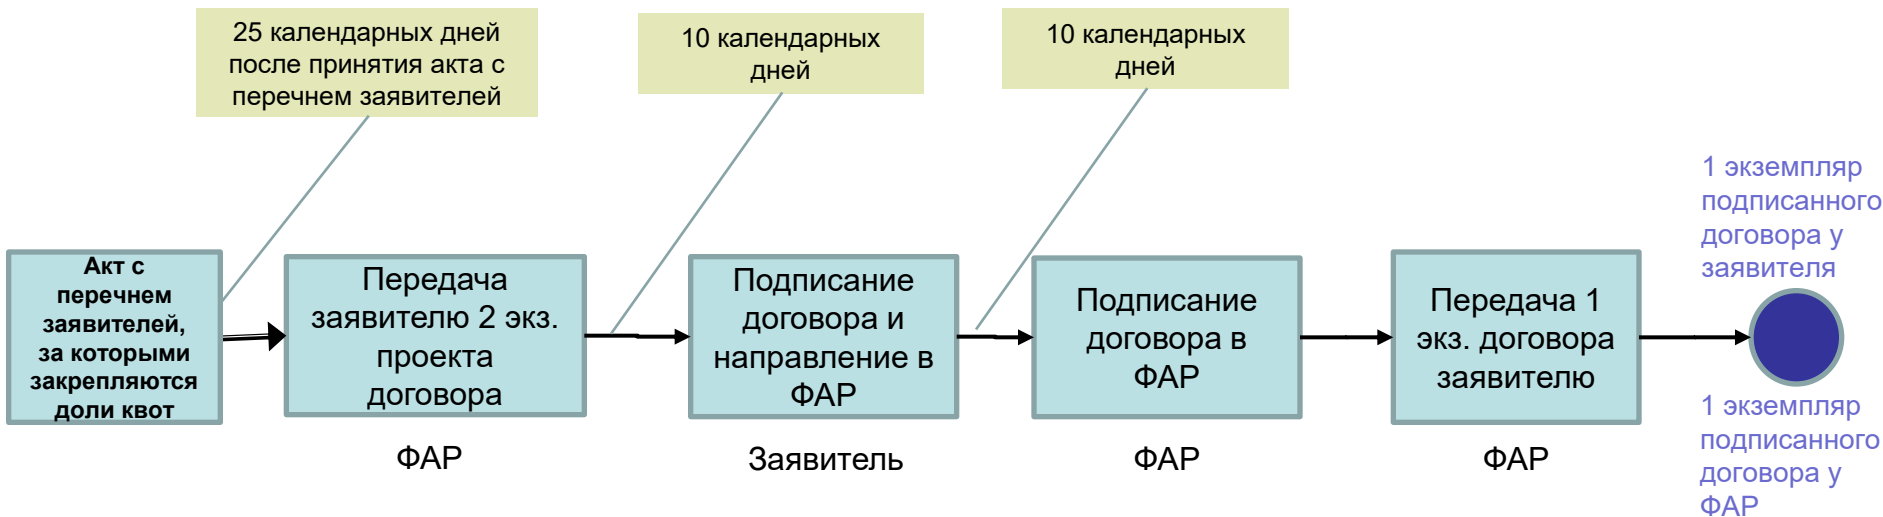 25 календарных дней
после принятия акта с
перечнем заявителей
10 календарных
дней
10 календарных
дней
Акт с
перечнем
заявителей,
за которыми
закрепляются
доли квот
Передача
заявителю 2 экз.
проекта
договора
Подписание
договора и
направление в
ФАР
Подписание
договора в
ФАР
Передача 1
экз. договора
заявителю
1 экземпляр
подписанного
договора у
заявителя
1 экземпляр
подписанного
договора у
ФАР
ФАР
Заявитель
ФАР
ФАР